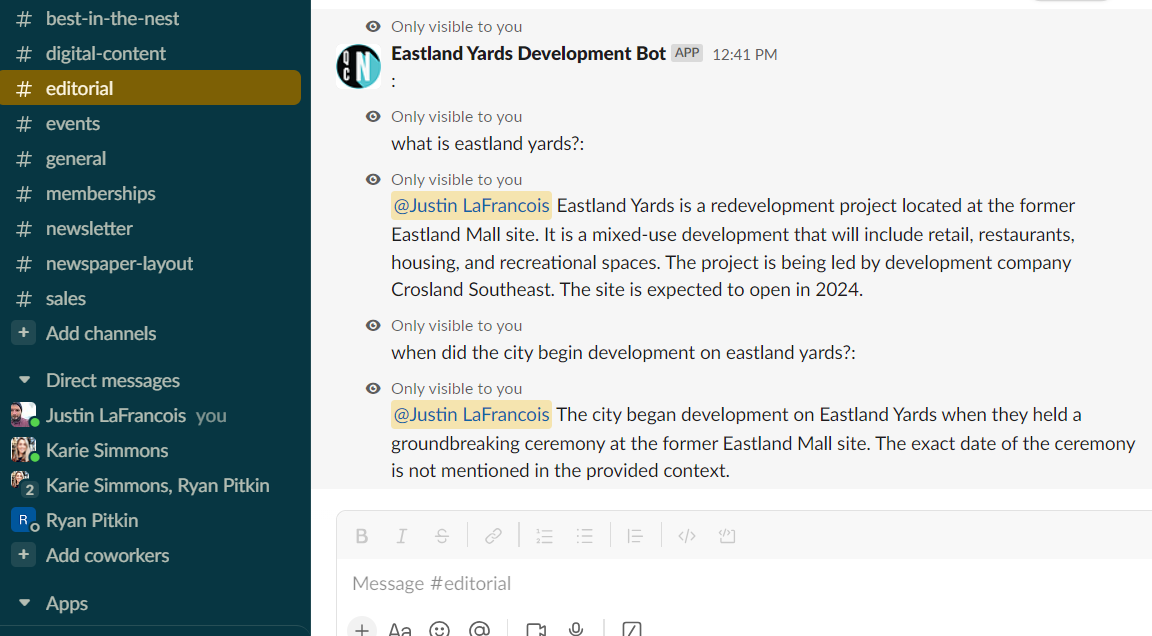 # best-in-the-nest
# digital-content
# editorial
# events
# general
# memberships
# newsletter
# newspaper-layout
# sales
+ Add channels
Direct messages
Justin LaFrancois you
Karie Simmons
2 Karie Simmons, Ryan Pitkin
R Ryan Pitkin
+ Add coworkers
Apps
Only visible to you
QC N
Eastland Yards Development Bot APP 12:41 PM
:
Only visible to you
what is eastland yards?:
Only visible to you
@Justin LaFrancois Eastland Yards is a redevelopment project located at the former
Eastland Mall site. It is a mixed-use development that will include retail, restaurants,
housing, and recreational spaces. The project is being led by development company
Crosland Southeast. The site is expected to open in 2024.
Only visible to you
when did the city begin development on eastland yards?:
Only visible to you
@Justin LaFrancois The city began development on Eastland Yards when they held a
groundbreaking ceremony at the former Eastland Mall site. The exact date of the ceremony
is not mentioned in the provided context.
B I S </>
Message #editorial
+ Aa @